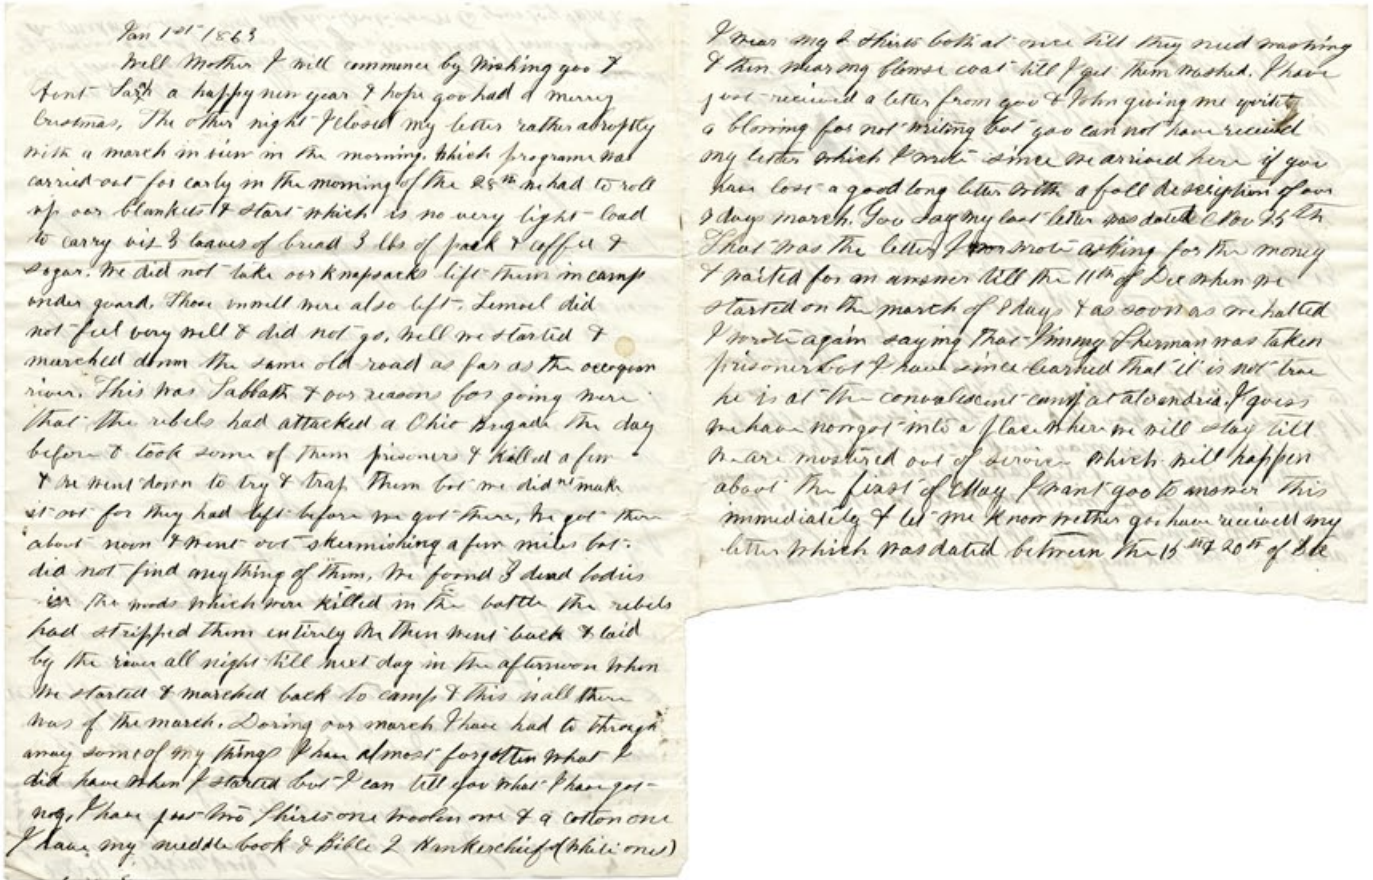 Jan 1st 1863
Well Mother I will commence by Wishing you &
Aunt Sarh a happy new year & hope you had a merry
Cristmas. The other night I closed my letter rather abruptly
with a march in view in the morning. Which programe was
carried out for early in the morning of the 28th we had to roll
up our blankets & start which is no very light load
to carry viz 3 loaves of bread 3 lbs of pork & coffee &
sugar. We did not take our knapsacks left them in camp
under guard. Those unwell were also left. Lemuel did
not feel very well & did not go. Well we started &
marched down the same old road as far as the occoquon
river. This was Sabbath & our reasons for going were
that the rebels had attacked a Ohio Brigade the day
before & took some of them prisoners & killed a few
& we went down to try & trap them but we did nt make
it out for they had left before we got there, We got there
about noon & went out skermishing a few miles but
did not find anything of them. We found 3 dead bodies
in the woods which were killed in the battle the rebels
had stripped them entirely We then went back & laid
by the river all night till next day in the afternoon When
we started & marched back to camp & this is all there
was of the march. During our march I have had to through
away some of my things I have almost forgotten what I
did have when I started but I can tell you what I have got
now, I have just two Shirts one woolen one & a cotton one
I have my needdle book & Bible 2 Hankerchief (white ones)
I wear my 2 shirts both at once till they need washing
& then wear my blouse coat till I get them washed. I have
just recieved a letter from you & John giving me quite
a blowing for not writing but you can not have recieved
my letter which I wrote since we arrived here if you
have lost a good long letter with a full description of our
8 days march. You say my last letter was dated Nov 25th
That was the letter I wrote asking for the money
& waited for an answer till the 11th of Dec when we
started on the march of 8 days & as soon as we halted
I wrote again saying that Jimmy Sherman was taken
prisoner but I have since learned that it is not true
he is at the convalescent camp at alexndria. I guess
we have now got into a place where we will stay till
we are mustered out of service which will happen
about the first of May I want you to answer this
immediately & let me know wether you have recieved my
letter which was dated between the 15th & 20th of Dec